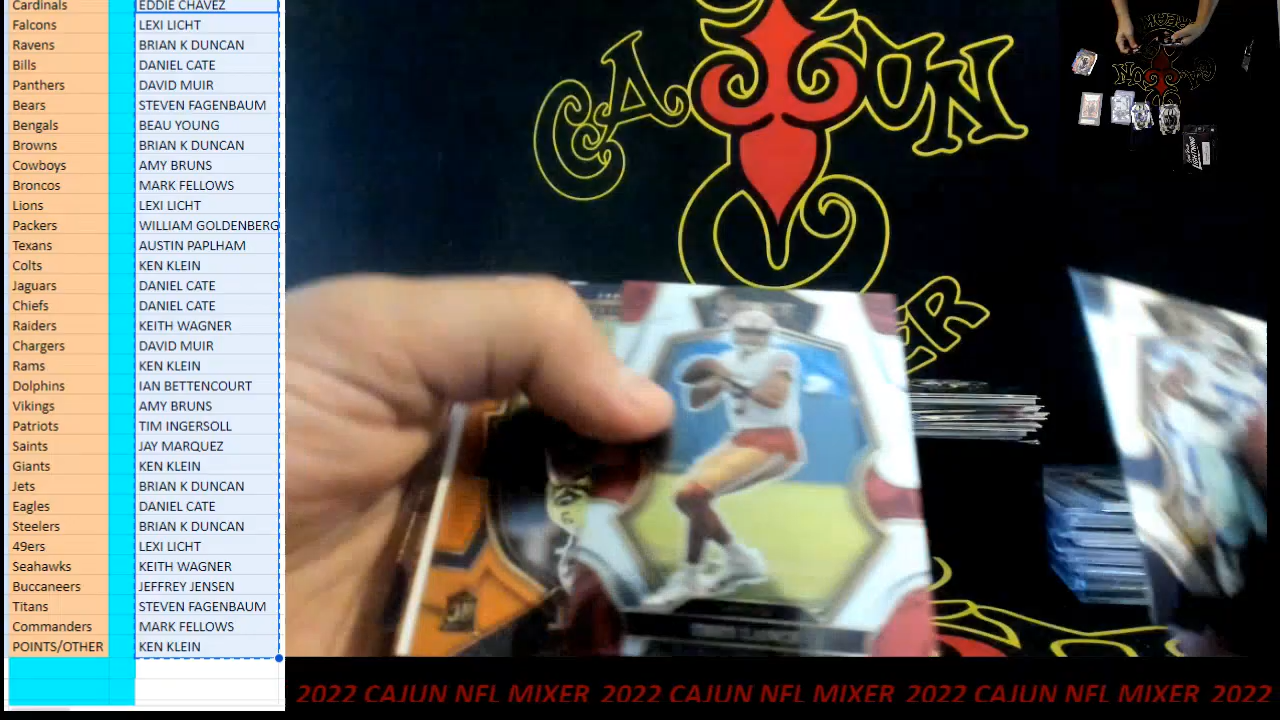 Cardinals EDDIE CHAVEZ
Falcons LEXI LICHT
Ravens BRIAN K DUNCAN
Bills DANIEL CATE
Panthers DAVID MUIR
Bears STEVEN FAGENBAUM
Bengals BEAU YOUNG
Browns BRIAN K DUNCAN
Cowboys AMY BRUNS
Broncos MARK FELLOWS
Lions LEXI LICHT
Packers WILLIAM GOLDENBERG
Texans AUSTIN PAPLHAM
Colts KEN KLEIN
Jaguars DANIEL CATE
Chiefs DANIEL CATE
Raiders KEITH WAGNER
Chargers DAVID MUIR
Rams KEN KLEIN
Dolphins IAN BETTENCOURT
Vikings AMY BRUNS
Patriots TIM INGERSOLL
Saints JAY MARQUEZ
Giants KEN KLEIN
Jets BRIAN K DUNCAN
Eagles DANIEL CATE
Steelers BRIAN K DUNCAN
49ers LEXI LICHT
Seahawks KEITH WAGNER
Buccaneers JEFFREY JENSEN
Titans STEVEN FAGENBAUM
Commanders MARK FELLOWS
POINTS/OTHER KEN KLEIN
CAJUN
2022 CAJUN NFL MIXER 2022 CAJUN NFL MIXER 2022 CAJUN NFL MIXER 2022